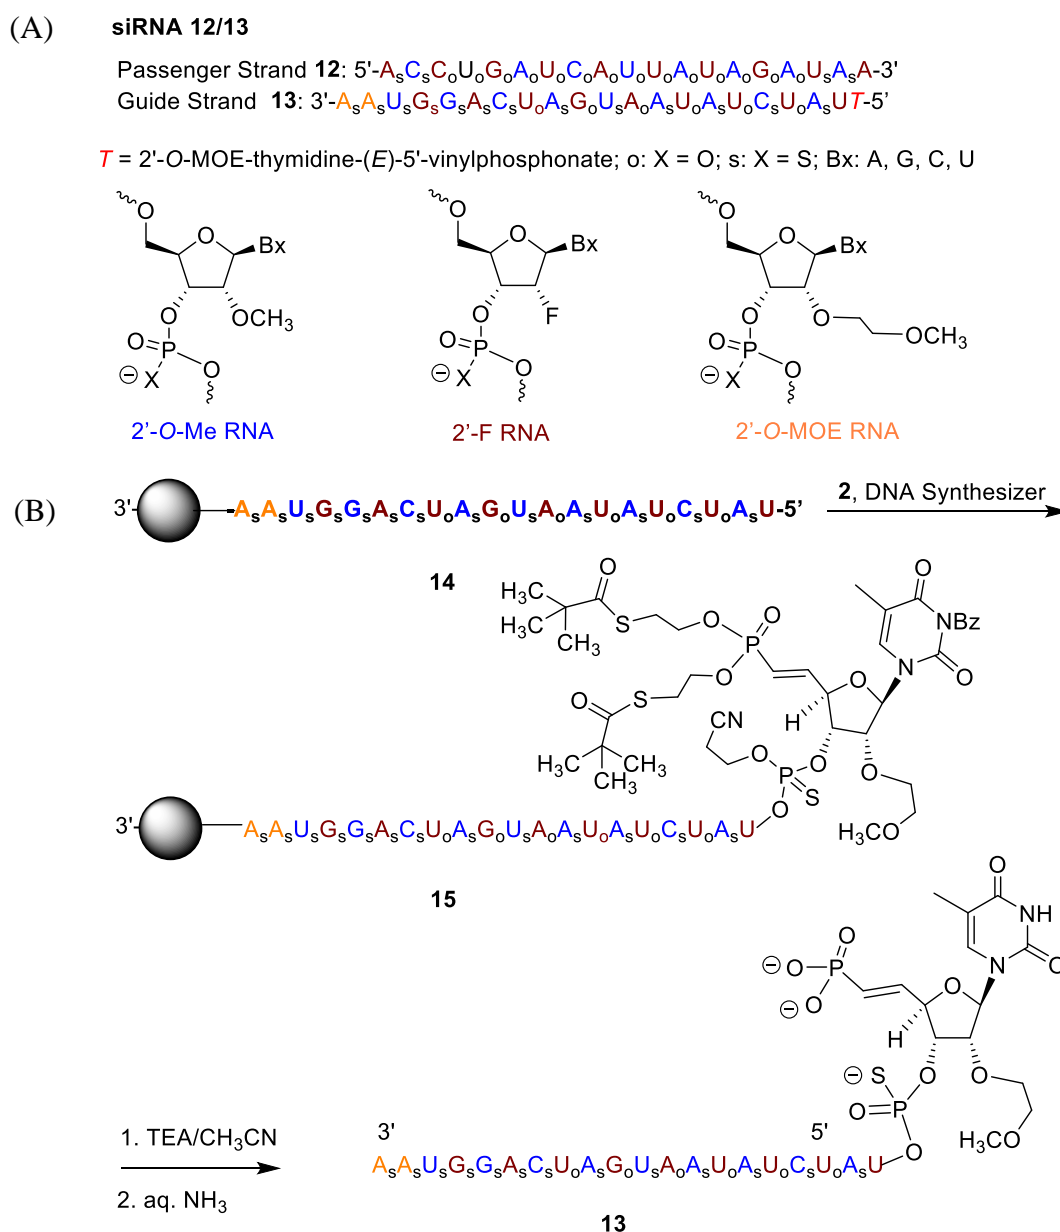 (A)
siRNA 12/13
Passenger Strand 12: 5'-AsCsCoUoGoAoUoCoAoUoUoAoUoAoGoAoUsAsA-3'
Guide Strand 13: 3'-AsAsUsGsGsAsCsUoAsGoUsAoAsUoAsUoCsUoAsUT-5’
T = 2'-O-MOE-thymidine-(E)-5'-vinylphosphonate; o: X = O; s: X = S; Bx: A, G, C, U
O O Bx O OCH3 O P O ⊖ X
O O Bx O F O P O ⊖ X
O O Bx O O OCH3 O P O ⊖ X
2’-O-Me RNA
2’-F RNA
2’-O-MOE RNA
(B)
3'- -AsAsUsGsGsAsCsUoAsGoUsAoAsUoAsUoCsUoAsU-5’
2, DNA Synthesizer
14
H3C H3C CH3 O S O P O O S O H3C CH3 CH3
O NBz N O O H O O H3CO
CN O P S O O
3'- AsAsUsGsGsAsCsUoAsGoUsAoAsUoAsUoCsUoAsU
15
O NH N O O H O O H3CO
⊖ O P O ⊖ O
⊖ S O P O O
1. TEA/CH3CN
2. aq. NH3
3' 5'
AsAsUsGsGsAsCsUoAsGoUsAoAsUoAsUoCsUoAsU
13